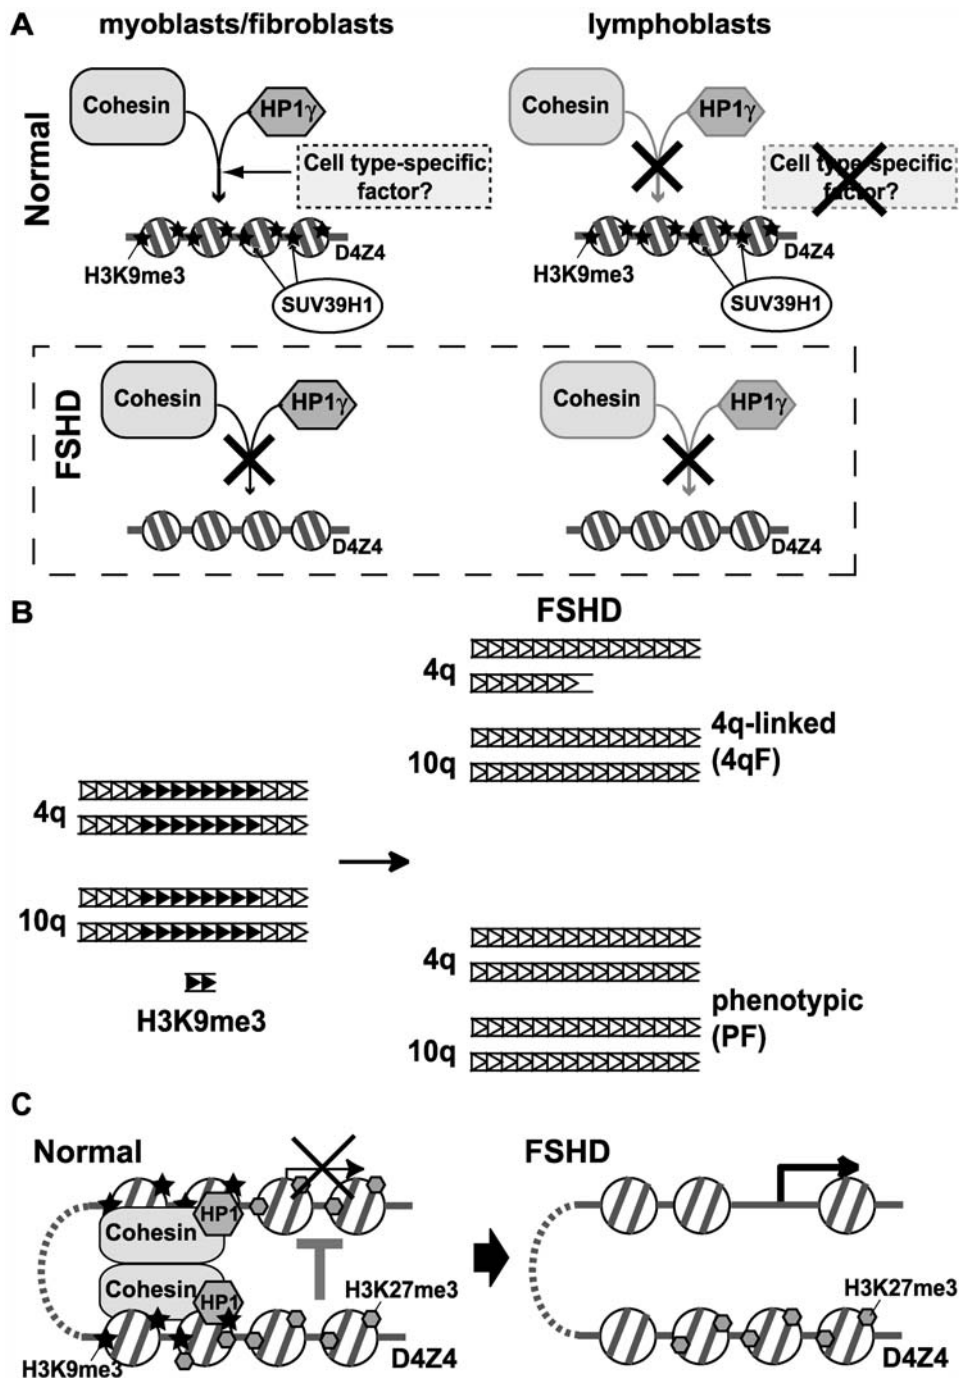 A
myoblasts/fibroblasts
lymphoblasts
Normal
Cohesin
HP1γ
Cell type-specific
factor?
H3K9me3
D4Z4
SUV39H1
Cohesin
HP1γ
Cell type-specific
factor?
H3K9me3
D4Z4
SUV39H1
FSHD
Cohesin
HP1γ
D4Z4
Cohesin
HP1γ
D4Z4
B
FSHD
4q
10q
H3K9me3
4q
10q
4q-linked
(4qF)
4q
10q
phenotypic
(PF)
C
Normal
Cohesin
HP1
Cohesin
HP1
H3K27me3
H3K9me3
D4Z4
FSHD
H3K27me3
D4Z4